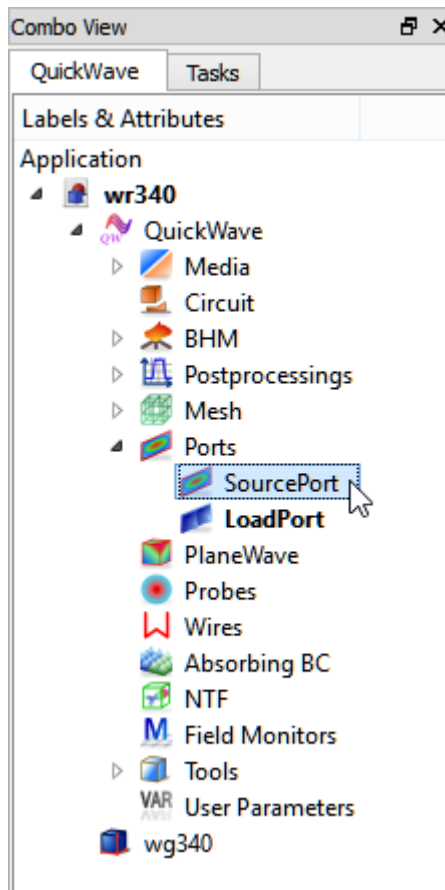 Combo View
QuickWave Tasks
Labels & Attributes
Application
wr340
QW QuickWave
Media
Circuit
BHM
Postprocessings
Mesh
Ports
SourcePort
LoadPort
PlaneWave
Probes
Wires
Absorbing BC
NTF
M Field Monitors
Tools
VAR User Parameters
wg340